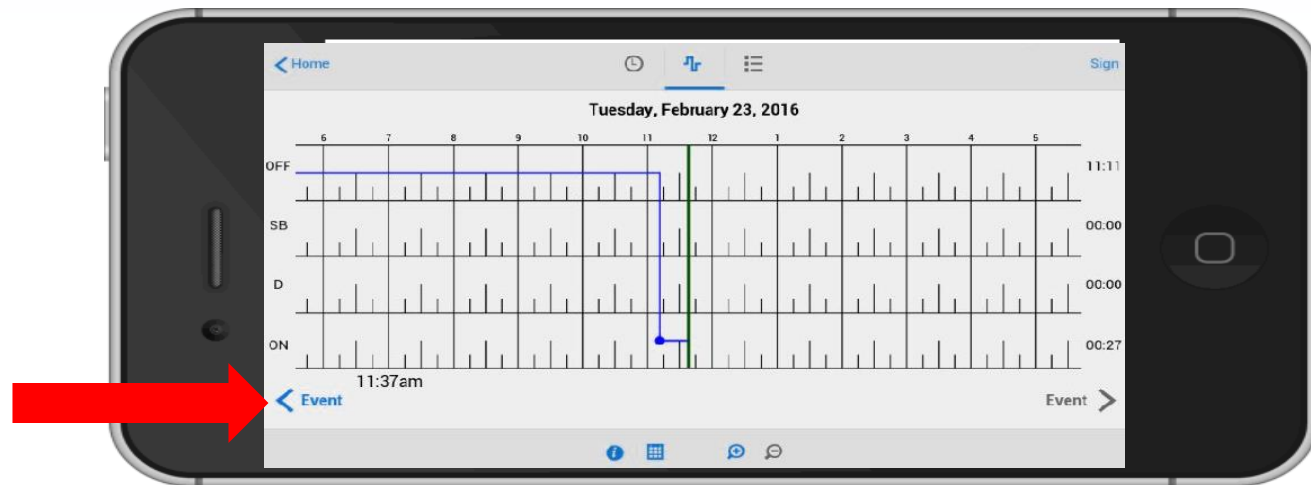 Home Sign
Tuesday, February 23, 2016
6 7 8 9 10 11 12 1 2 3 4 5
OFF 11:11
SB 00:00
D 00:00
ON 00:27
11:37am
Event Event